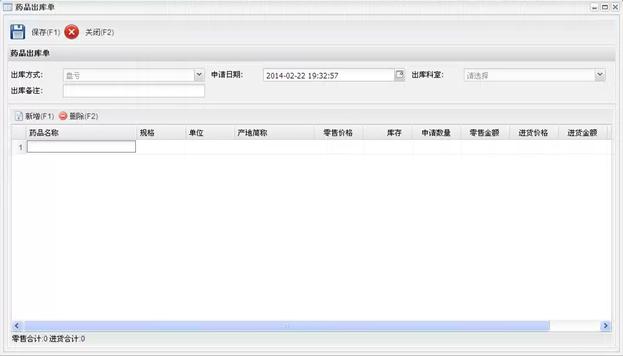 药品出库单
保存(F1) 关闭(F2)
药品出库单
出库方式: 盘亏 申请日期: 2014-02-22 19:32:57 出库科室: 请选择
出库备注:
新增(F1) 删除(F2)
药品名称 规格 单位 产地简称 零售价格 库存 申请数量 零售金额 进货价格 进货金额
1
零售合计:0 进货合计:0